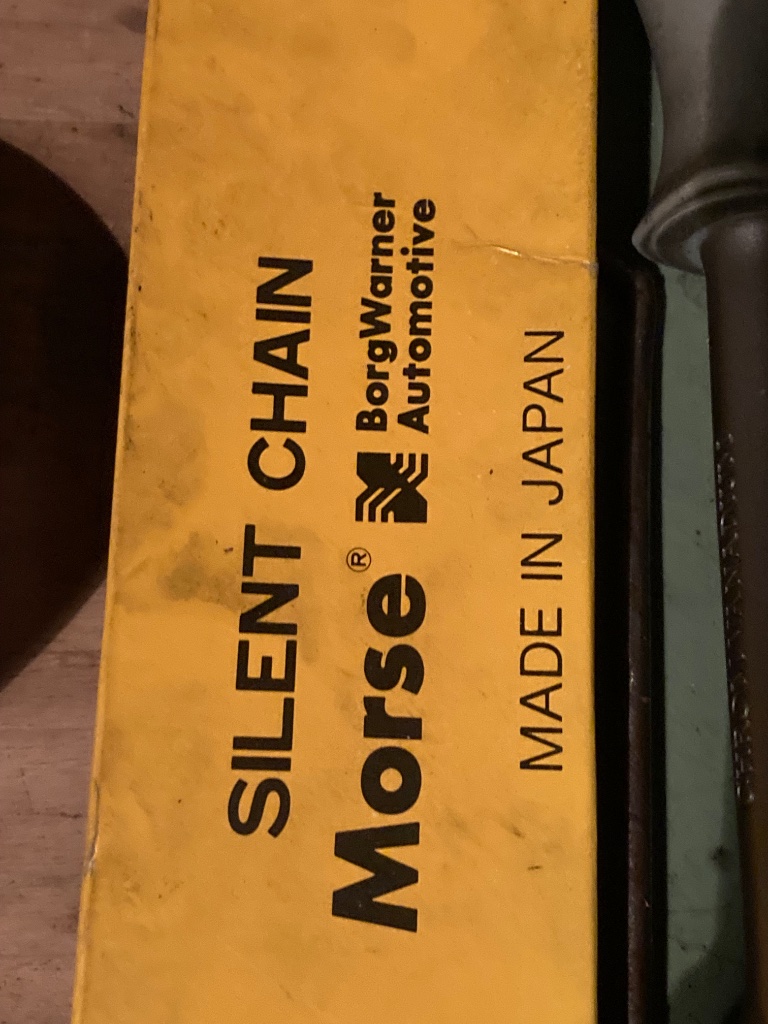 SILENT CHAIN
Morse® BorgWarner
Automotive
MADE IN JAPAN